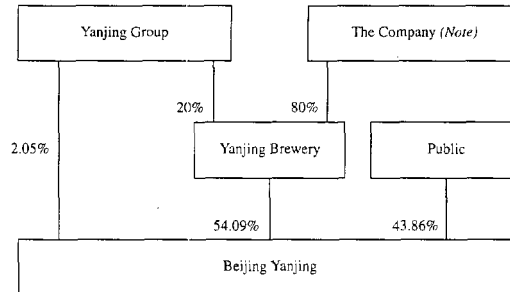 Yanjing Group
The Company (Note)
20%
80%
2.05%
Yanjing Brewery
Public
54.09%
43.86%
Beijing Yanjing